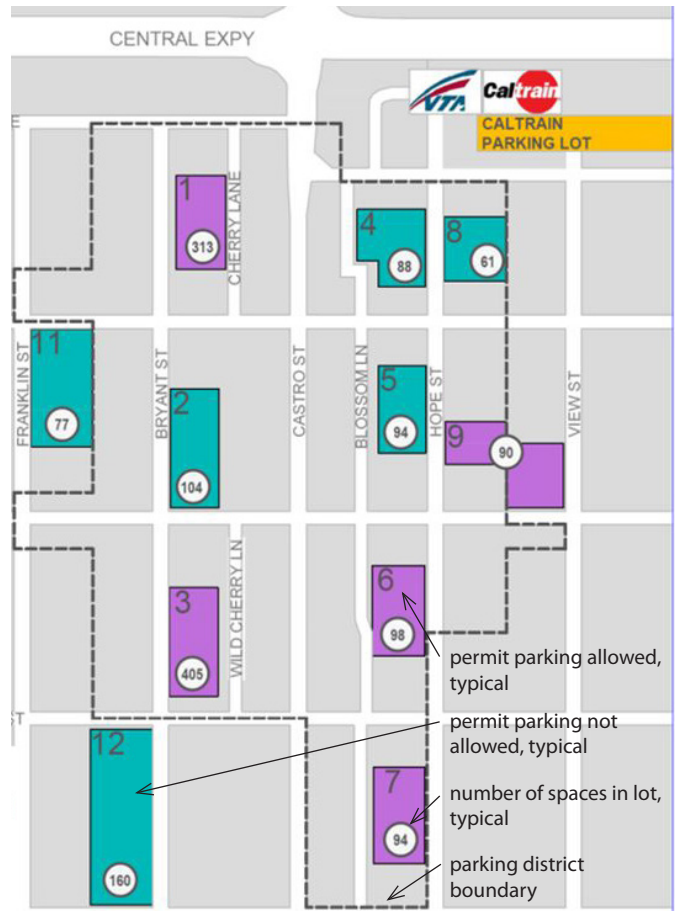 CENTRAL EXPY
VTA
Caltrain
CALTRAIN
PARKING LOT
E
1
313
CHERRY LANE
4
88
8
61
11
77
FRANKLIN ST
BRYANT ST
2
104
CASTRO ST
BLOSSOM LN
5
94
HOPE ST
9
90
VIEW ST
3
405
WILD CHERRY LN
6
98
permit parking allowed,
typical
ST
12
160
permit parking not
allowed, typical
7
94
number of spaces in lot,
typical
parking district
boundary